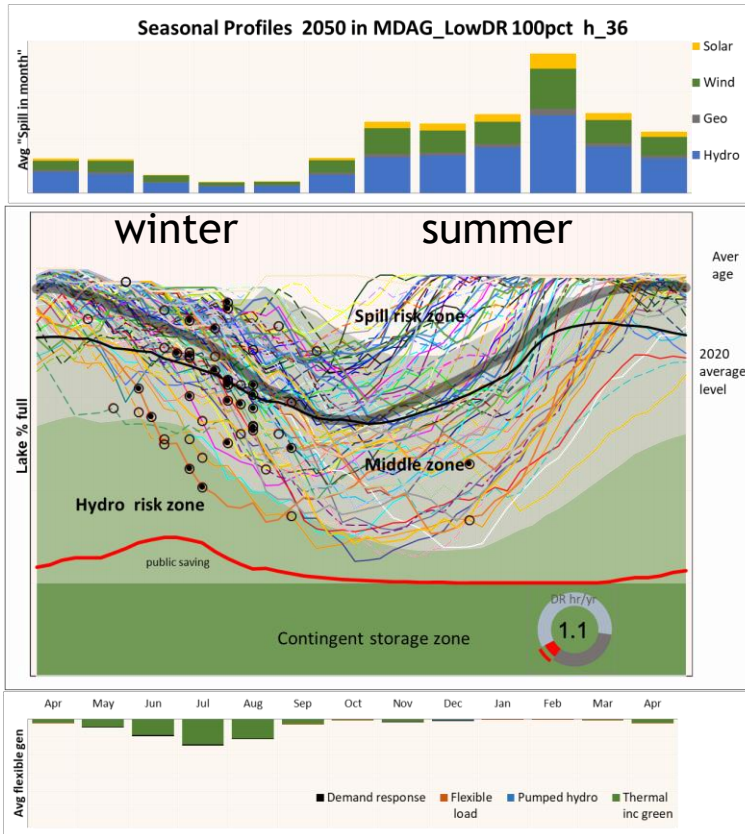 Seasonal Profiles 2050 in MDAG_LowDR 100pct h_36
Avg "Spill in month"
Solar
Wind
Geo
Hydro
winter
summer
Aver
age
Spill risk zone
2020
average
level
Lake % full
Middle zone
Hydro risk zone
public saving
DR hr/yr
1.1
Contingent storage zone
Apr May Jun Jul Aug Sep Oct Nov Dec Jan Feb Mar Apr
Avg flexible gen
Demand response Flexible load Pumped hydro Thermal inc green